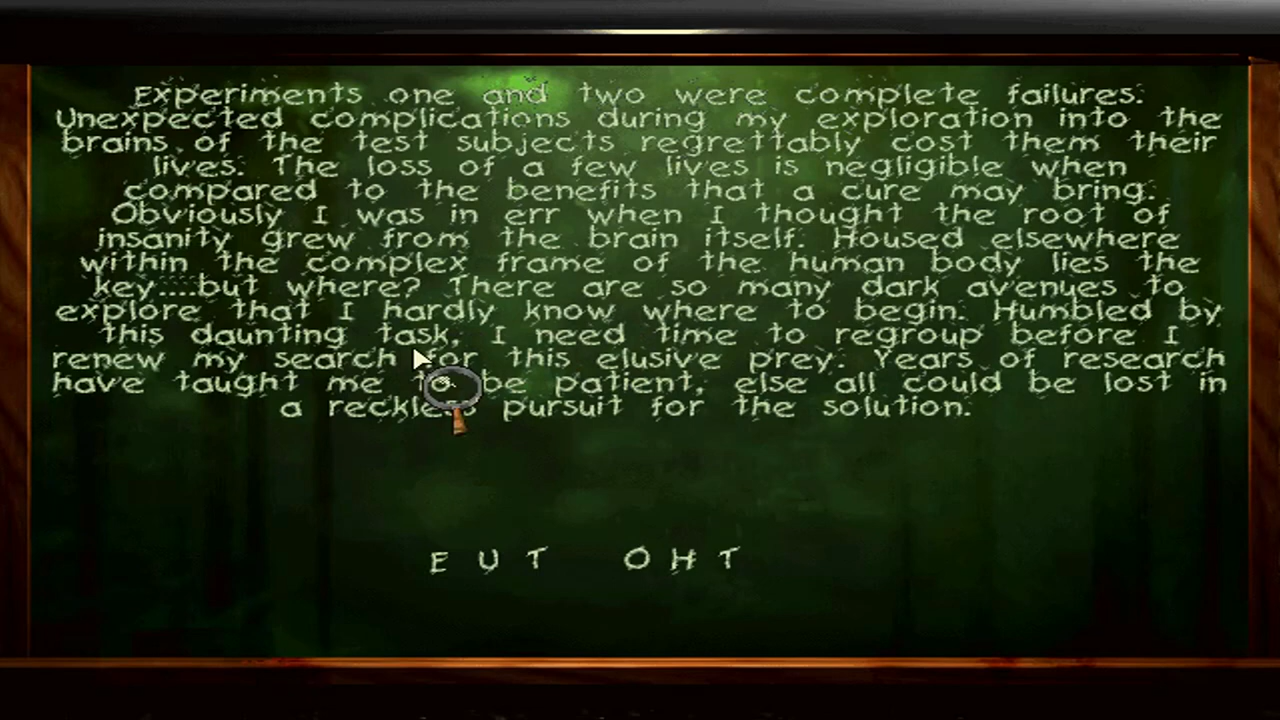 Experiments one and two were complete failures.
Unexpected complications during my exploration into the
brains of the test subjects regrettably cost them their
lives. The loss of a few lives is negligible when
compared to the benefits that a cure may bring.
Obviously I was in err when I thought the root of
insanity grew from the brain itself. Housed elsewhere
within the complex frame of the human body lies the
key....but where? There are so many dark avenues to
explore that I hardly know where to begin. Humbled by
this daunting task, I need time to regroup before I
renew my search for this elusive prey. Years of research
have taught me to be patient, else all could be lost in
a reckless pursuit for the solution.
E U T O H T